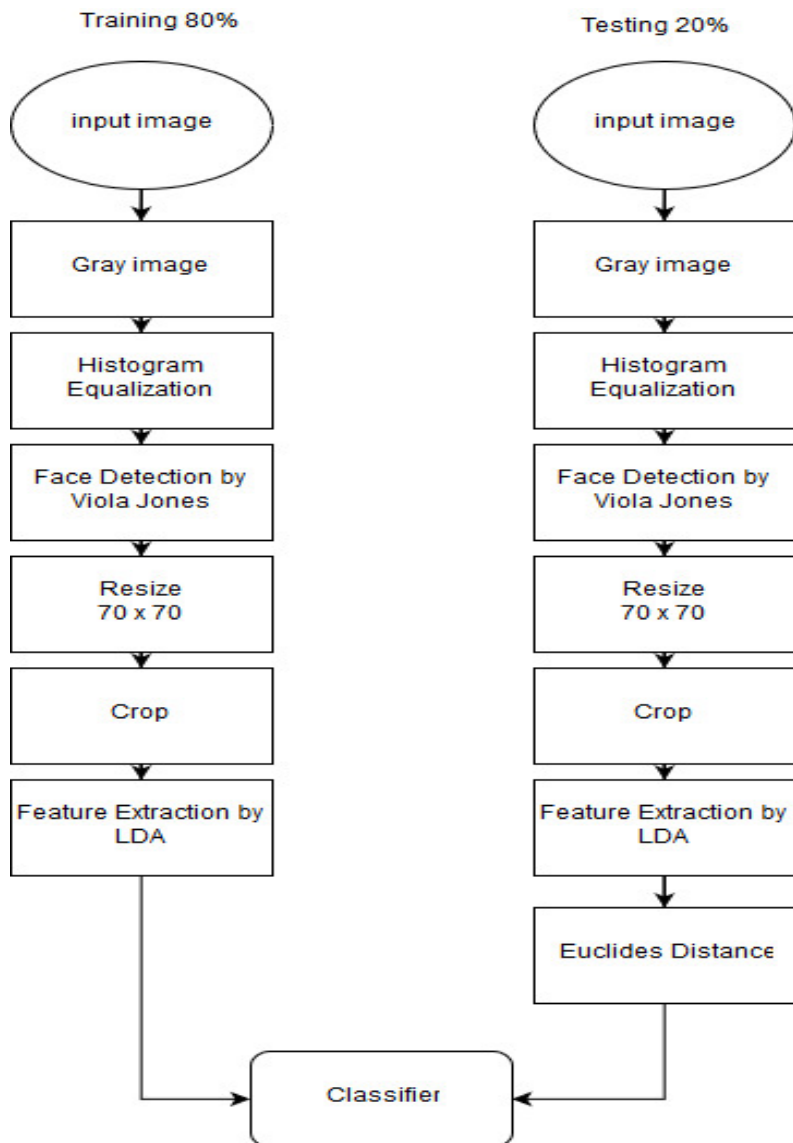 Training 80%
input image
Gray image
Histogram
Equalization
Face Detection by
Viola Jones
Resize
70 x 70
Crop
Feature Extraction by
LDA
Testing 20%
input image
Gray image
Histogram
Equalization
Face Detection by
Viola Jones
Resize
70 x 70
Crop
Feature Extraction by
LDA
Euclides Distance
Classifier